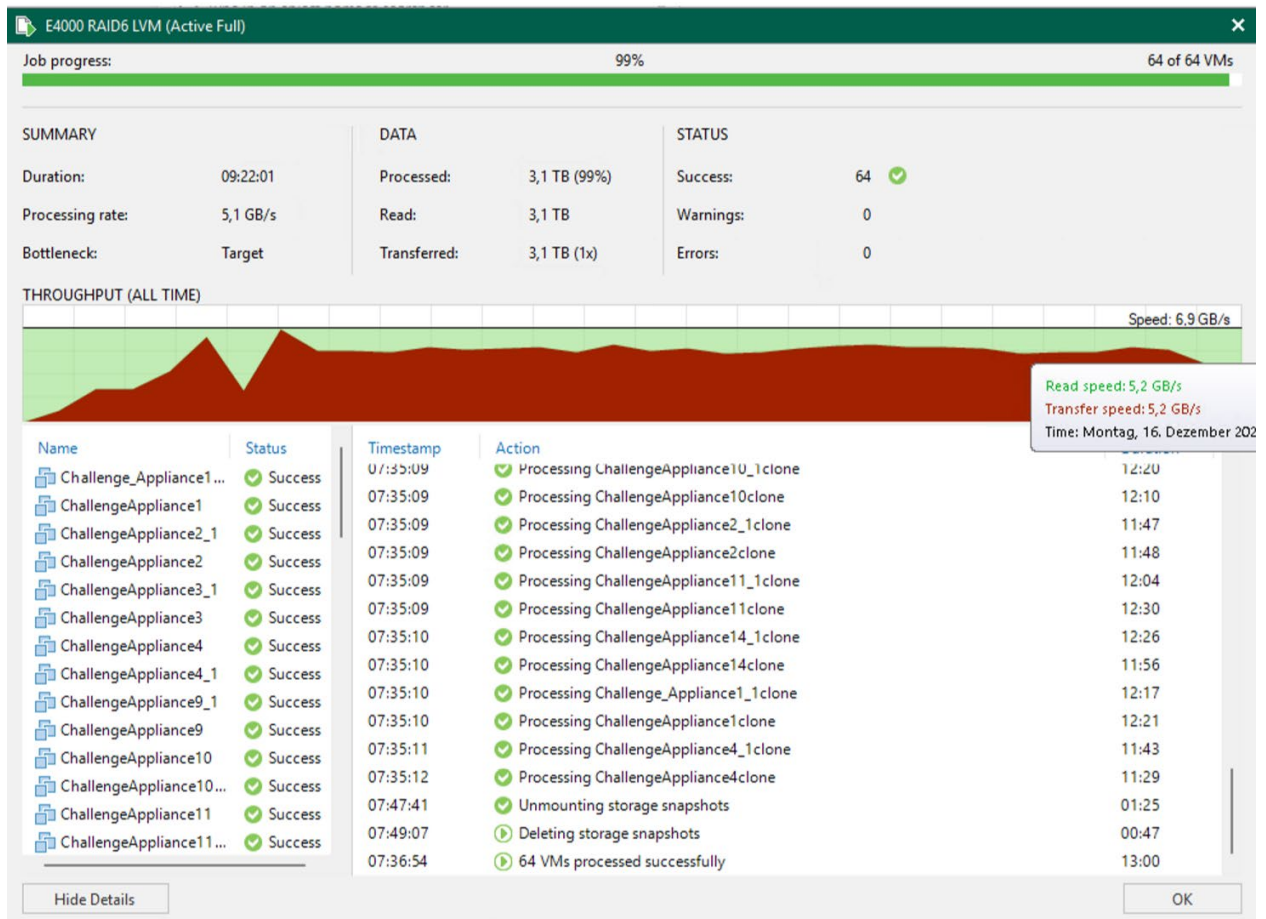 E4000 RAID6 LVM (Active Full)
Job progress: 99% 64 of 64 VMs
SUMMARY DATA STATUS
Duration: 09:22:01 Processed: 3,1 TB (99%) Success: 64
Processing rate: 5,1 GB/s Read: 3,1 TB Warnings: 0
Bottleneck: Target Transferred: 3,1 TB (1x) Errors: 0
THROUGHPUT (ALL TIME)
Speed: 6,9 GB/s
Read speed: 5,2 GB/s
Transfer speed: 5,2 GB/s
Time: Montag, 16. Dezember 202
Name Status
Challenge_Appliance1... Success
ChallengeAppliance1 Success
ChallengeAppliance2_1 Success
ChallengeAppliance2 Success
ChallengeAppliance3_1 Success
ChallengeAppliance3 Success
ChallengeAppliance4 Success
ChallengeAppliance4_1 Success
ChallengeAppliance9_1 Success
ChallengeAppliance9 Success
ChallengeAppliance10 Success
ChallengeAppliance10... Success
ChallengeAppliance11 Success
ChallengeAppliance11... Success
Timestamp Action
07:35:09 Processing ChallengeAppliance10_1clone 12:20
07:35:09 Processing ChallengeAppliance10clone 12:10
07:35:09 Processing ChallengeAppliance2_1clone 11:47
07:35:09 Processing ChallengeAppliance2clone 11:48
07:35:09 Processing ChallengeAppliance11_1clone 12:04
07:35:09 Processing ChallengeAppliance11clone 12:30
07:35:10 Processing ChallengeAppliance14_1clone 12:26
07:35:10 Processing ChallengeAppliance14clone 11:56
07:35:10 Processing Challenge_Appliance1_1clone 12:17
07:35:10 Processing ChallengeAppliance1clone 12:21
07:35:11 Processing ChallengeAppliance4_1clone 11:43
07:35:12 Processing ChallengeAppliance4clone 11:29
07:47:41 Unmounting storage snapshots 01:25
07:49:07 Deleting storage snapshots 00:47
07:36:54 64 VMs processed successfully 13:00
Hide Details OK